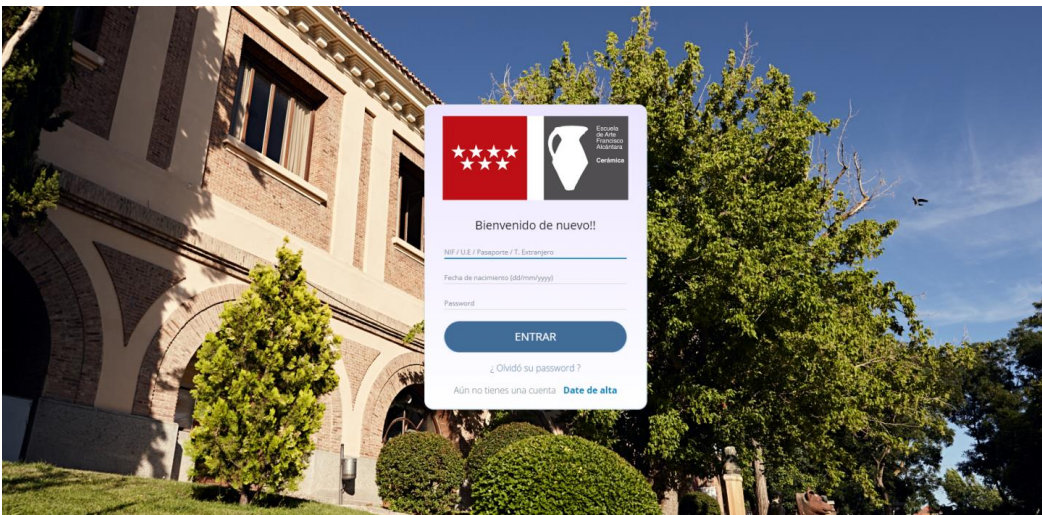 Escuela
de Arte
Francisco
Alcántara
Cerámica
Bienvenido de nuevo!!
NIF / U.E / Pasaporte / T. Extranjero
Fecha de nacimiento (dd/mm/yyyy)
Password
ENTRAR
¿ Olvidó su password ?
Aún no tienes una cuenta Date de alta